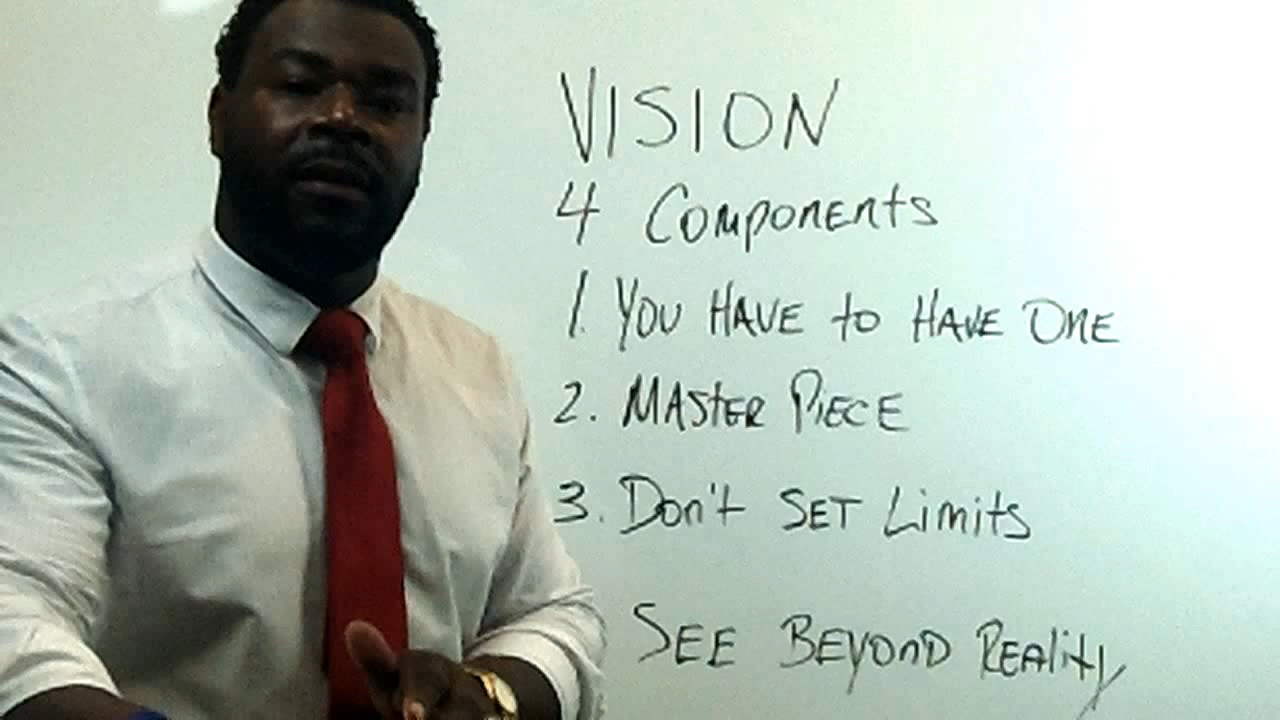 VISION
4 Components
1. You Have to Have One
2. Master Piece
3. Don't Set Limits
See Beyond Reality